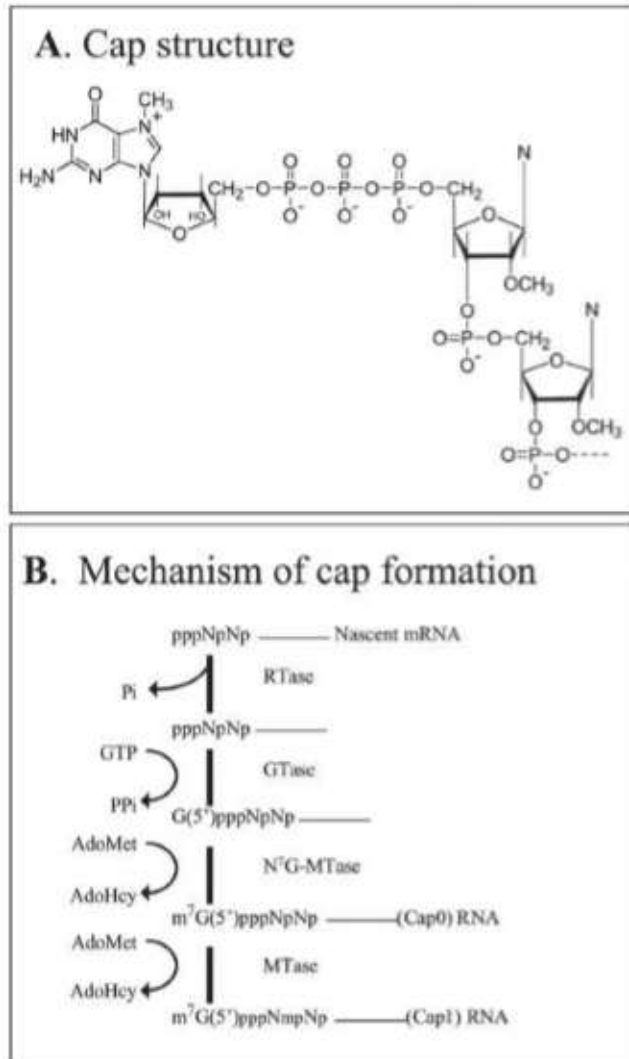 A. Cap structure
O
CH₃
HN
N
+
H₂N
N
N
CH₂–O–P–O–P–O–P–O–CH₂
O O O
O⁻ O⁻ O⁻
OH HO
O
N
O
OCH₃
O
O=P–O–CH₂
O⁻
N
O
O
OCH₃
O=P–O----
O⁻
B. Mechanism of cap formation
pppNpNp Nascent mRNA
RTase
Pi
pppNpNp
GTP
GTase
PPi
G(5')pppNpNp
AdoMet
N⁷G-MTase
AdoHcy
m⁷G(5')pppNpNp (Cap0) RNA
AdoMet
MTase
AdoHcy
m⁷G(5')pppNmpNp (Cap1) RNA